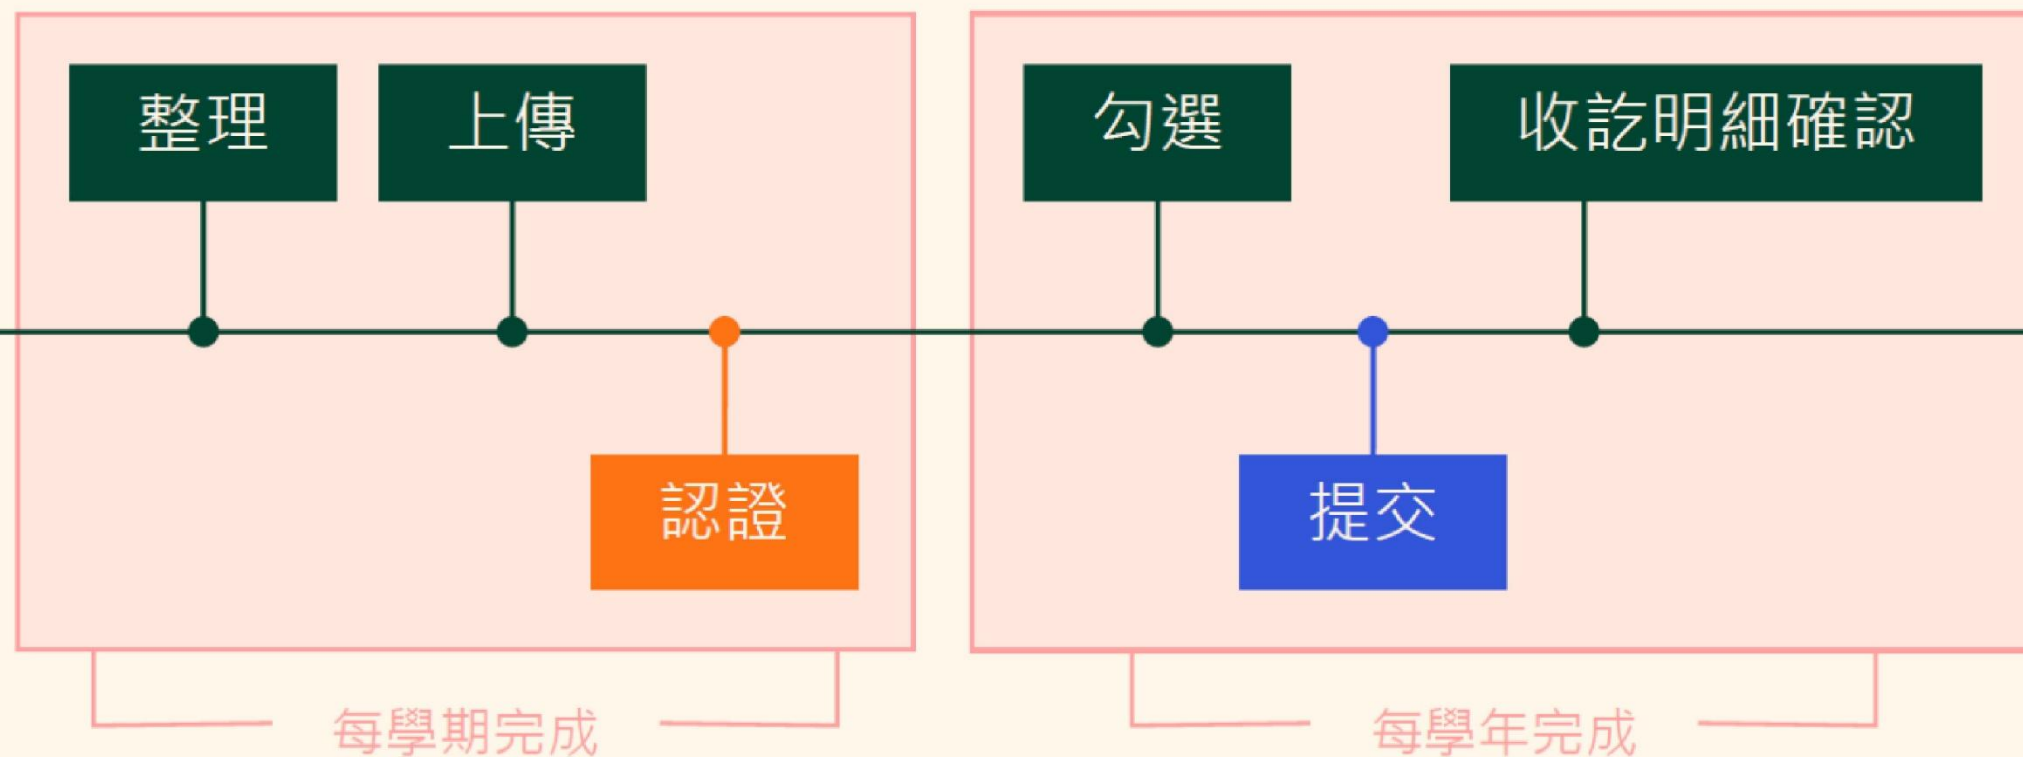 整理
上傳
認證
每學期完成
勾選
收訖明細確認
提交
每學年完成